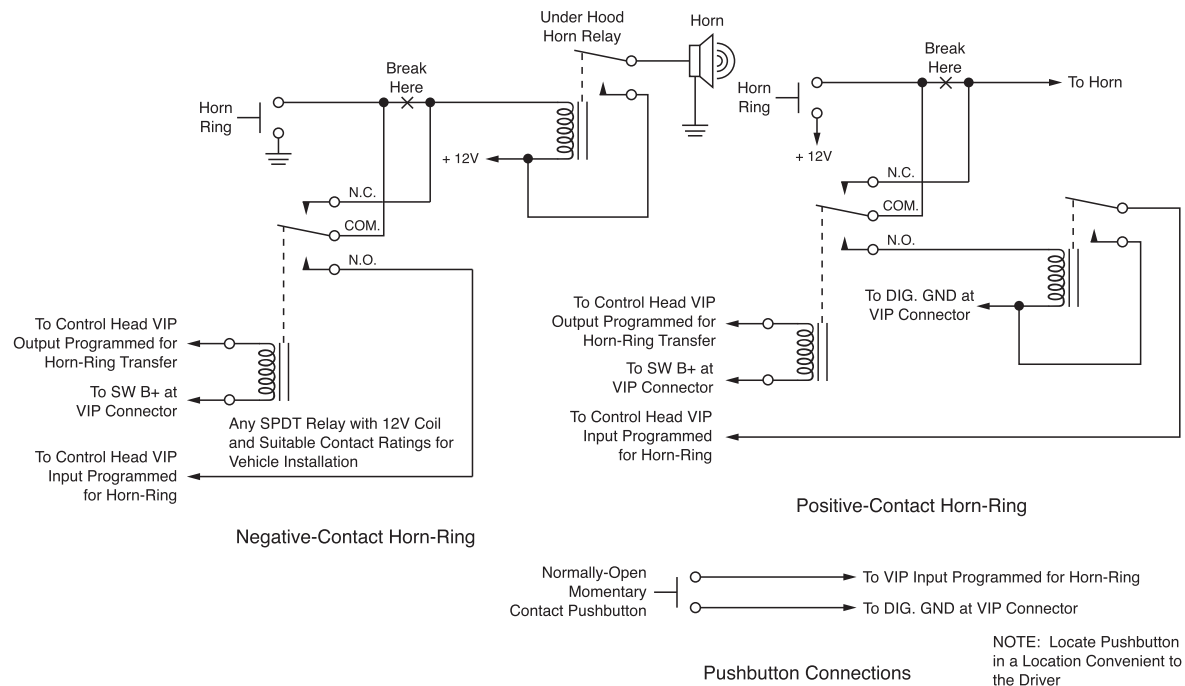 Under Hood
Horn Relay
Horn
Break
Here
Horn
Ring
+ 12V
N.C.
COM.
N.O.
To Control Head VIP
Output Programmed for
Horn-Ring Transfer
To SW B+ at
VIP Connector
Any SPDT Relay with 12V Coil
and Suitable Contact Ratings for
Vehicle Installation
To Control Head VIP
Input Programmed
for Horn-Ring
Negative-Contact Horn-Ring
Break
Here
Horn
Ring
To Horn
+ 12V
N.C.
COM.
N.O.
To DIG. GND at
VIP Connector
To Control Head VIP
Output Programmed for
Horn-Ring Transfer
To SW B+ at
VIP Connector
To Control Head VIP
Input Programmed
for Horn-Ring
Positive-Contact Horn-Ring
Normally-Open
Momentary
Contact Pushbutton
To VIP Input Programmed for Horn-Ring
To DIG. GND at VIP Connector
Pushbutton Connections
NOTE: Locate Pushbutton
in a Location Convenient to
the Driver